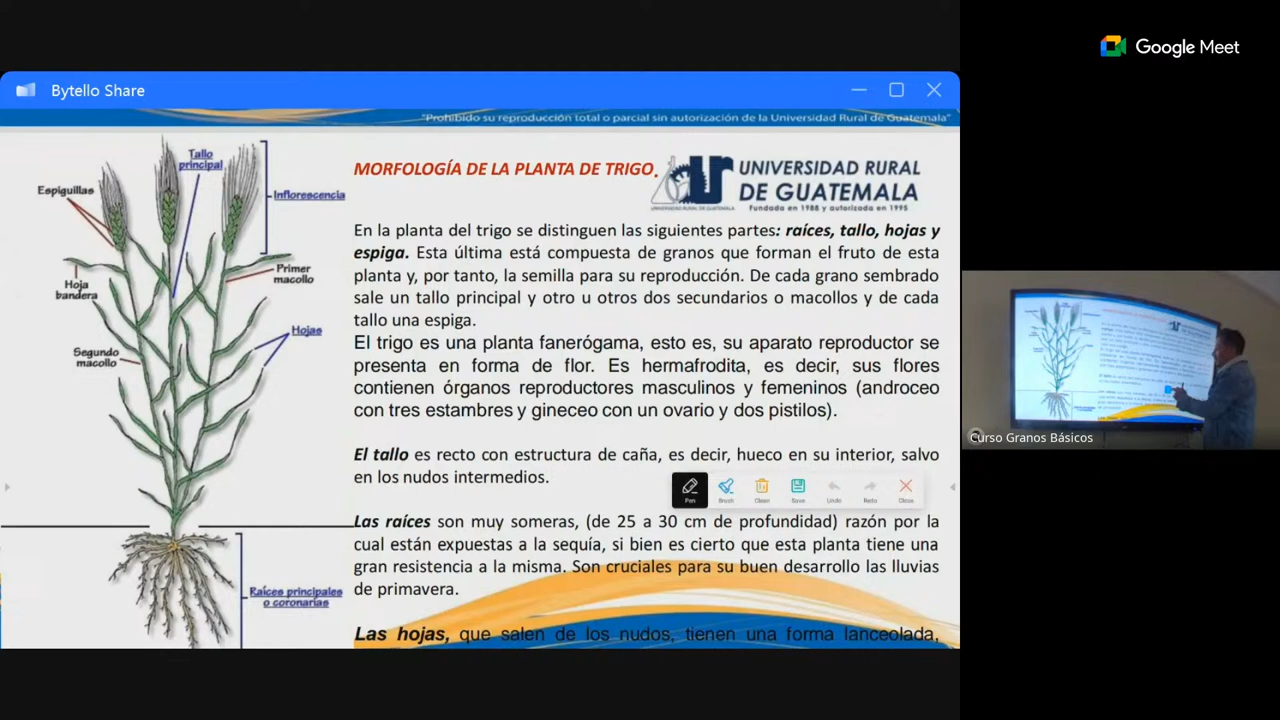 Google Meet
Bytello Share
"Prohibido su reproducción total o parcial sin autorización de la Universidad Rural de Guatemala"
MORFOLOGÍA DE LA PLANTA DE TRIGO.
UNIVERSIDAD RURAL
DE GUATEMALA
Fundada en 1988 y autorizada en 1995
Tallo
principal
Espiguillas
Inflorescencia
Primer
macollo
Hoja
bandera
Hojas
Segundo
macollo
Raíces principales
o coronarias
En la planta del trigo se distinguen las siguientes partes: raíces, tallo, hojas y
espiga. Esta última está compuesta de granos que forman el fruto de esta
planta y, por tanto, la semilla para su reproducción. De cada grano sembrado
sale un tallo principal y otro u otros dos secundarios o macollos y de cada
tallo una espiga.
El trigo es una planta fanerógama, esto es, su aparato reproductor se
presenta en forma de flor. Es hermafrodita, es decir, sus flores
contienen órganos reproductores masculinos y femeninos (androceo
con tres estambres y gineceo con un ovario y dos pistilos).
El tallo es recto con estructura de caña, es decir, hueco en su interior, salvo
en los nudos intermedios.
Pen Brush Clean Save Undo Redo Close
Las raíces son muy someras, (de 25 a 30 cm de profundidad) razón por la
cual están expuestas a la sequía, si bien es cierto que esta planta tiene una
gran resistencia a la misma. Son cruciales para su buen desarrollo las lluvias
de primavera.
Las hojas, que salen de los nudos, tienen una forma lanceolada,
Curso Granos Básicos